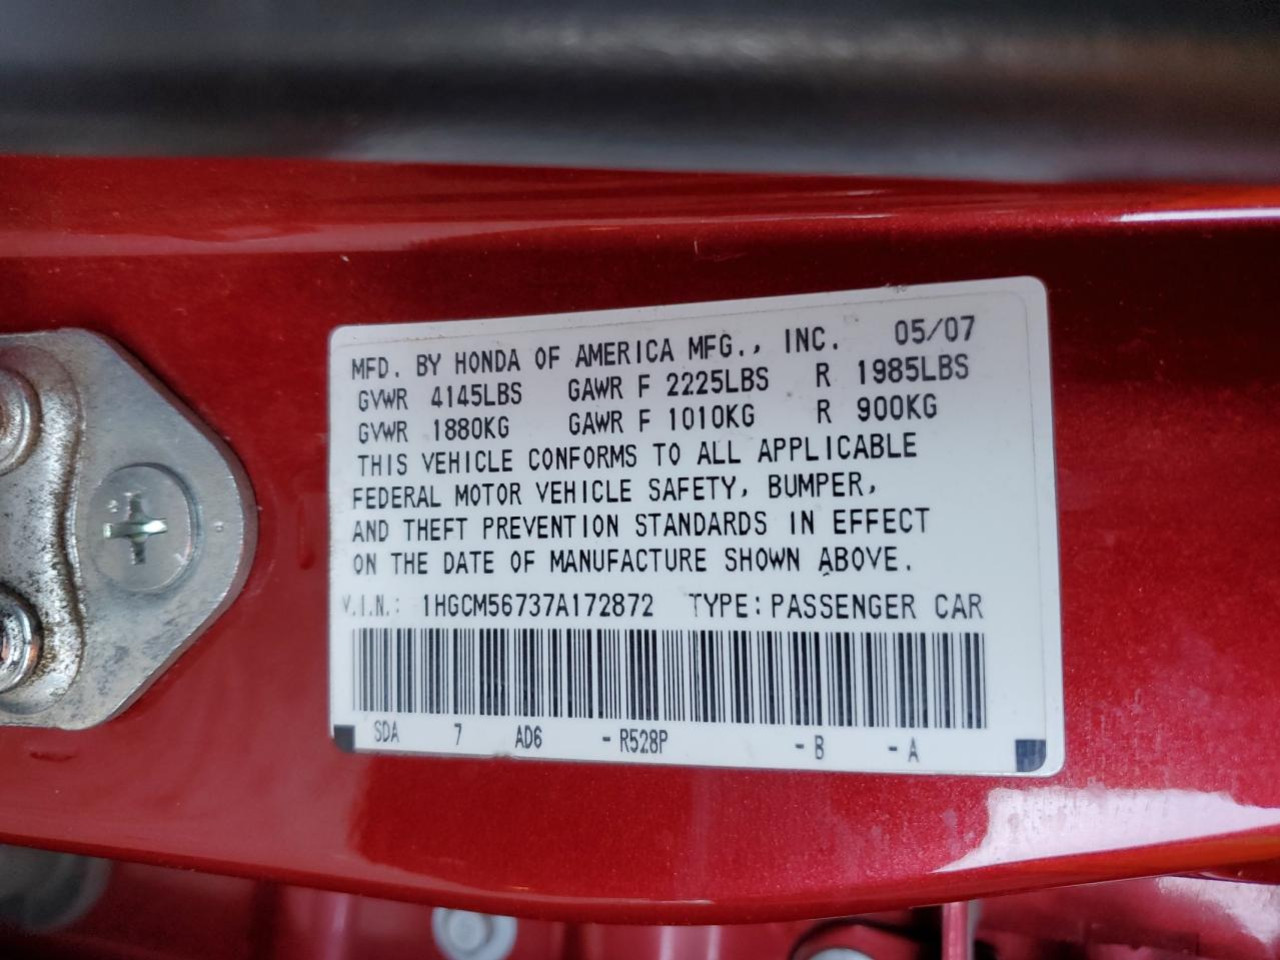 MFD. BY HONDA OF AMERICA MFG., INC. 05/07
GVWR 4145LBS GAWR F 2225LBS R 1985LBS
GVWR 1880KG GAWR F 1010KG R 900KG
THIS VEHICLE CONFORMS TO ALL APPLICABLE
FEDERAL MOTOR VEHICLE SAFETY, BUMPER,
AND THEFT PREVENTION STANDARDS IN EFFECT
ON THE DATE OF MANUFACTURE SHOWN ABOVE.
V.I.N.: 1HGCM56737A172872 TYPE: PASSENGER CAR
SDA 7 AD6 - R528P - B - A